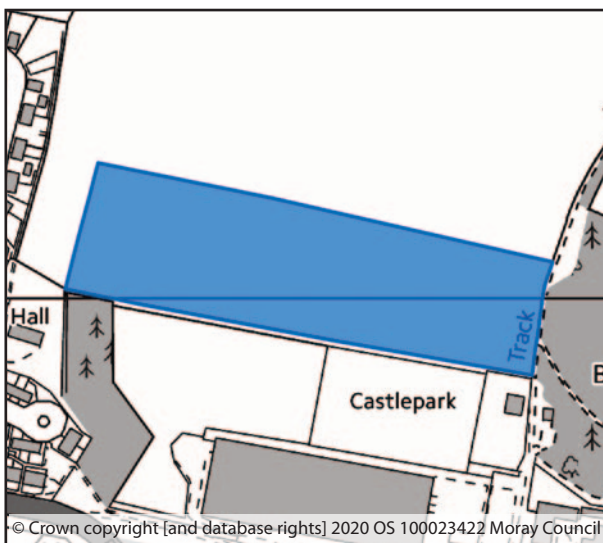 Hall
Track
B
Castlepark
© Crown copyright [and database rights] 2020 OS 100023422 Moray Council